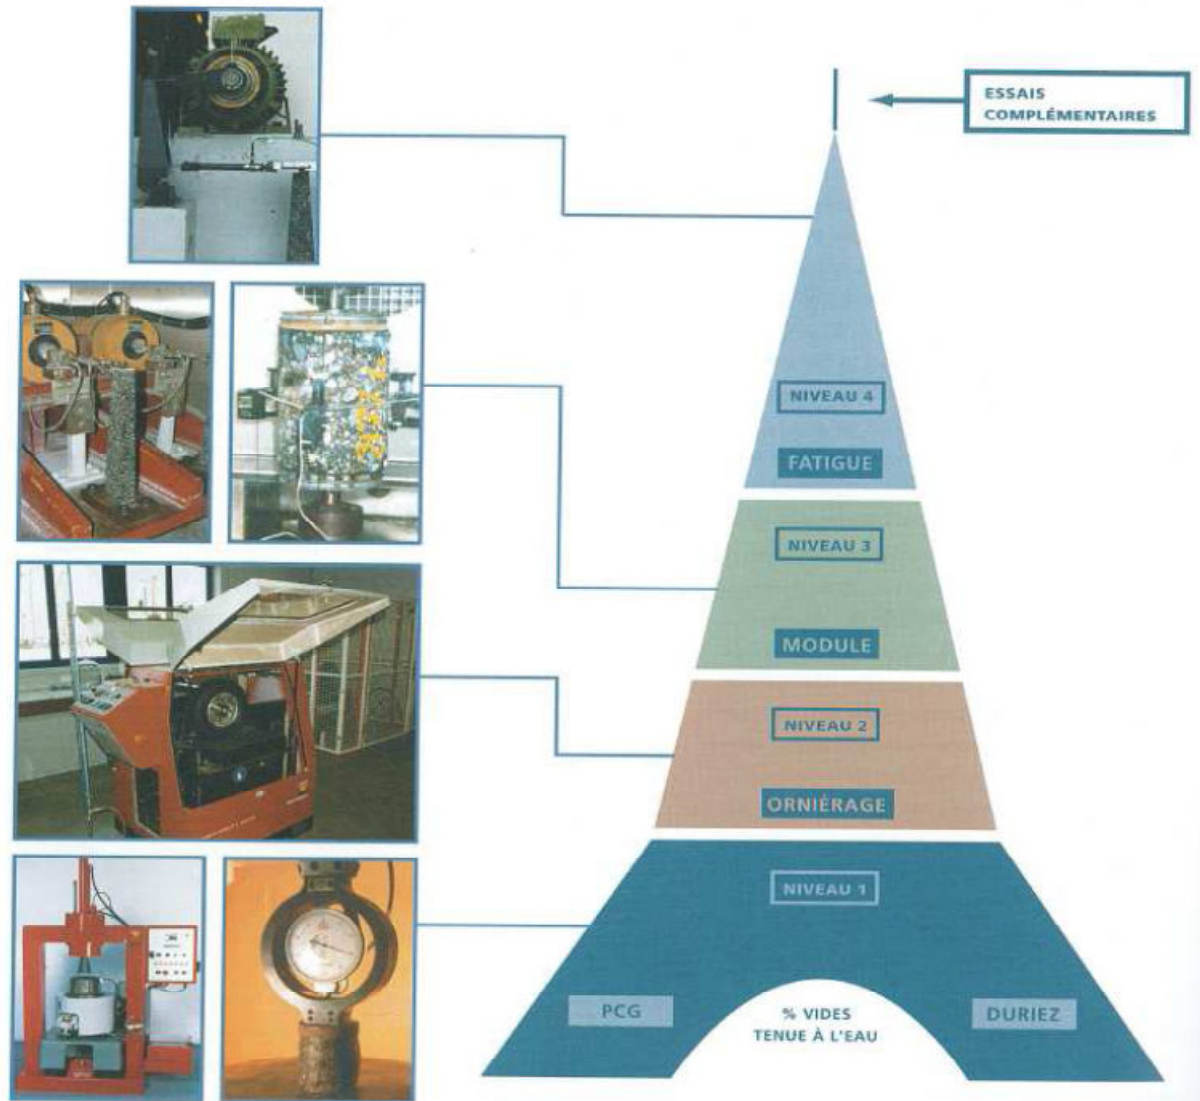 ESSAIS
COMPLÉMENTAIRES
NIVEAU 4
FATIGUE
NIVEAU 3
MODULE
NIVEAU 2
ORNIÉRAGE
NIVEAU 1
PCG
% VIDES
TENUE À L'EAU
DURIEZ